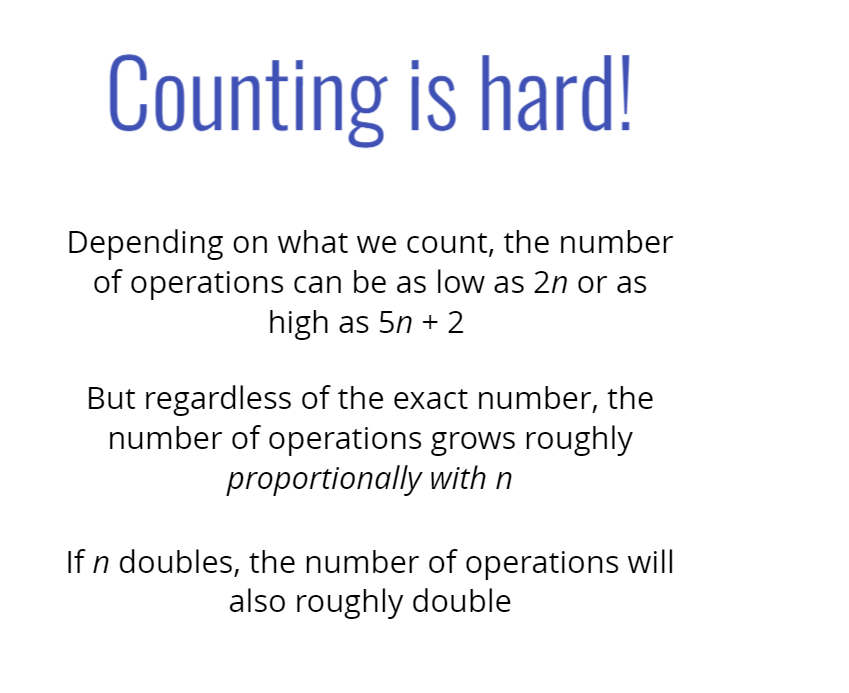 Counting is hard!
Depending on what we count, the number
of operations can be as low as 2n or as
high as 5n + 2
But regardless of the exact number, the
number of operations grows roughly
proportionally with n
If n doubles, the number of operations will
also roughly double